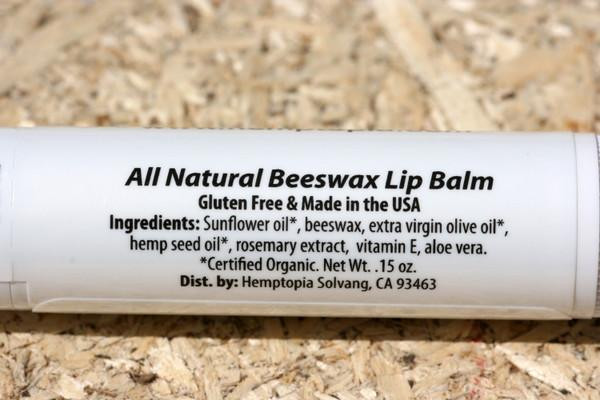 All Natural Beeswax Lip Balm
Gluten Free & Made in the USA
Ingredients: Sunflower oil*, beeswax, extra virgin olive oil*,
hemp seed oil*, rosemary extract, vitamin E, aloe vera.
*Certified Organic. Net Wt. .15 oz.
Dist. by: Hemptopia Solvang, CA 93463